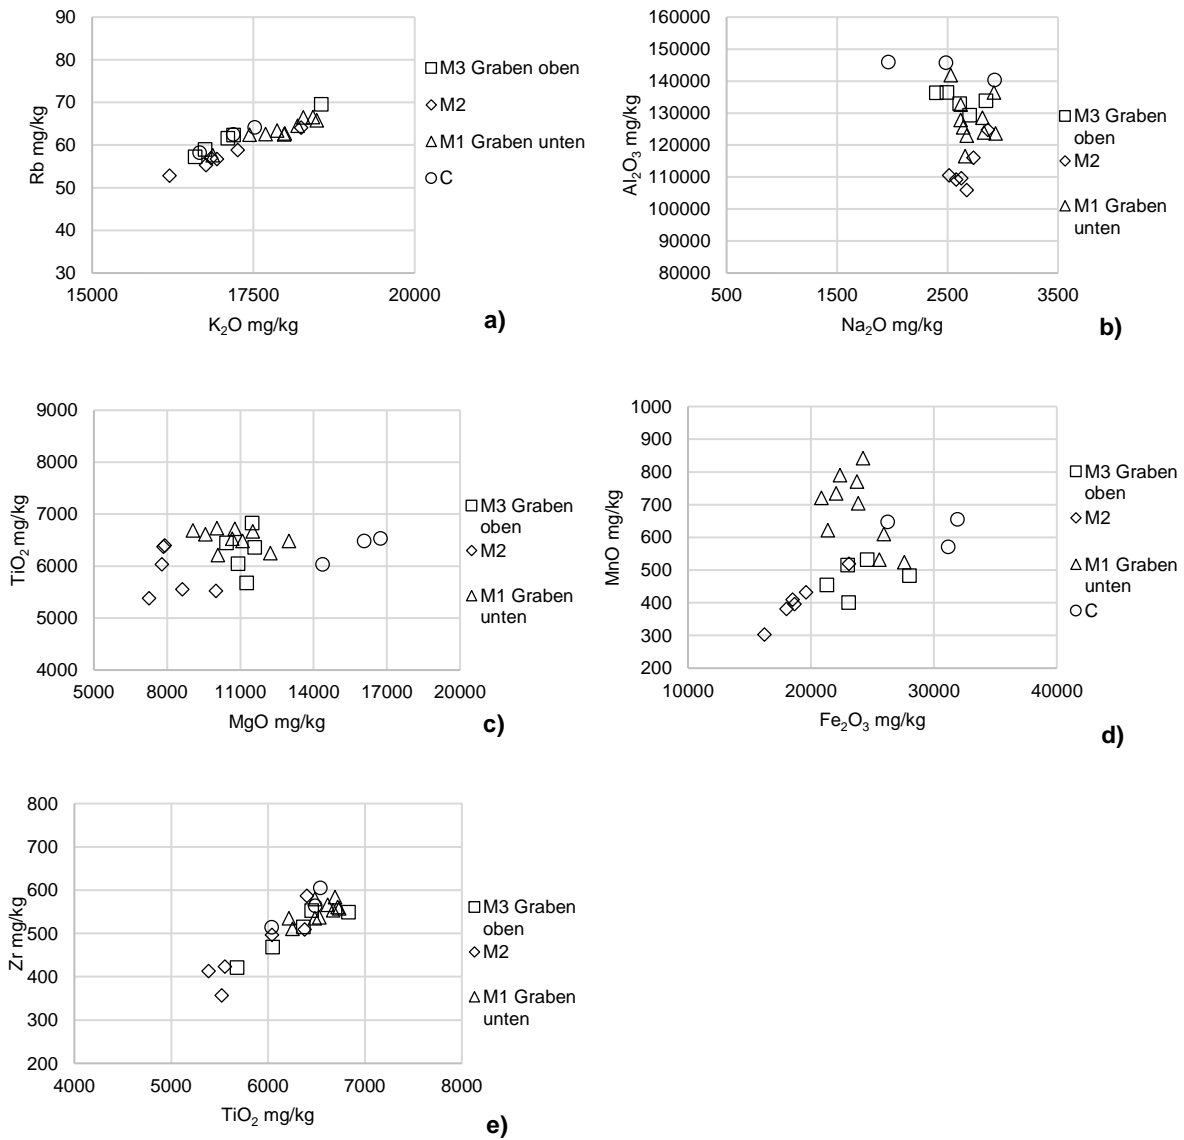 90
80
70
60
50
40
30
Rb mg/kg
15000 17500 20000
K₂O mg/kg
M3 Graben oben
M2
M1 Graben unten
C
a)
160000
150000
140000
130000
120000
110000
100000
90000
80000
Al₂O₃ mg/kg
500 1500 2500 3500
Na₂O mg/kg
M3 Graben
oben
M2
M1 Graben
unten
b)
9000
8000
7000
6000
5000
4000
TiO₂ mg/kg
5000 8000 11000 14000 17000 20000
MgO mg/kg
M3 Graben
oben
M2
M1 Graben
unten
c)
1000
900
800
700
600
500
400
300
200
MnO mg/kg
10000 20000 30000 40000
Fe₂O₃ mg/kg
M3 Graben
oben
M2
M1 Graben
unten
C
d)
800
700
600
500
400
300
200
Zr mg/kg
4000 5000 6000 7000 8000
TiO₂ mg/kg
M3 Graben
oben
M2
M1 Graben
unten
e)